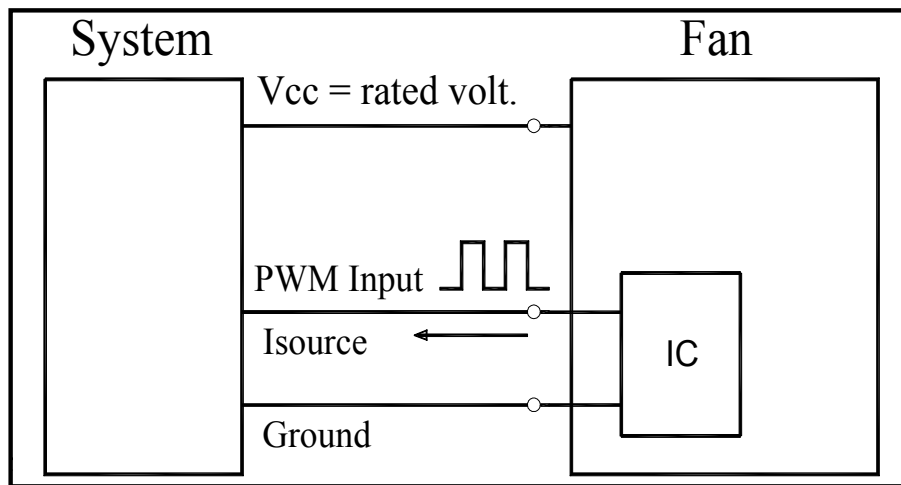 System
Fan
Vcc = rated volt.
PWM Input
Isource
IC
Ground